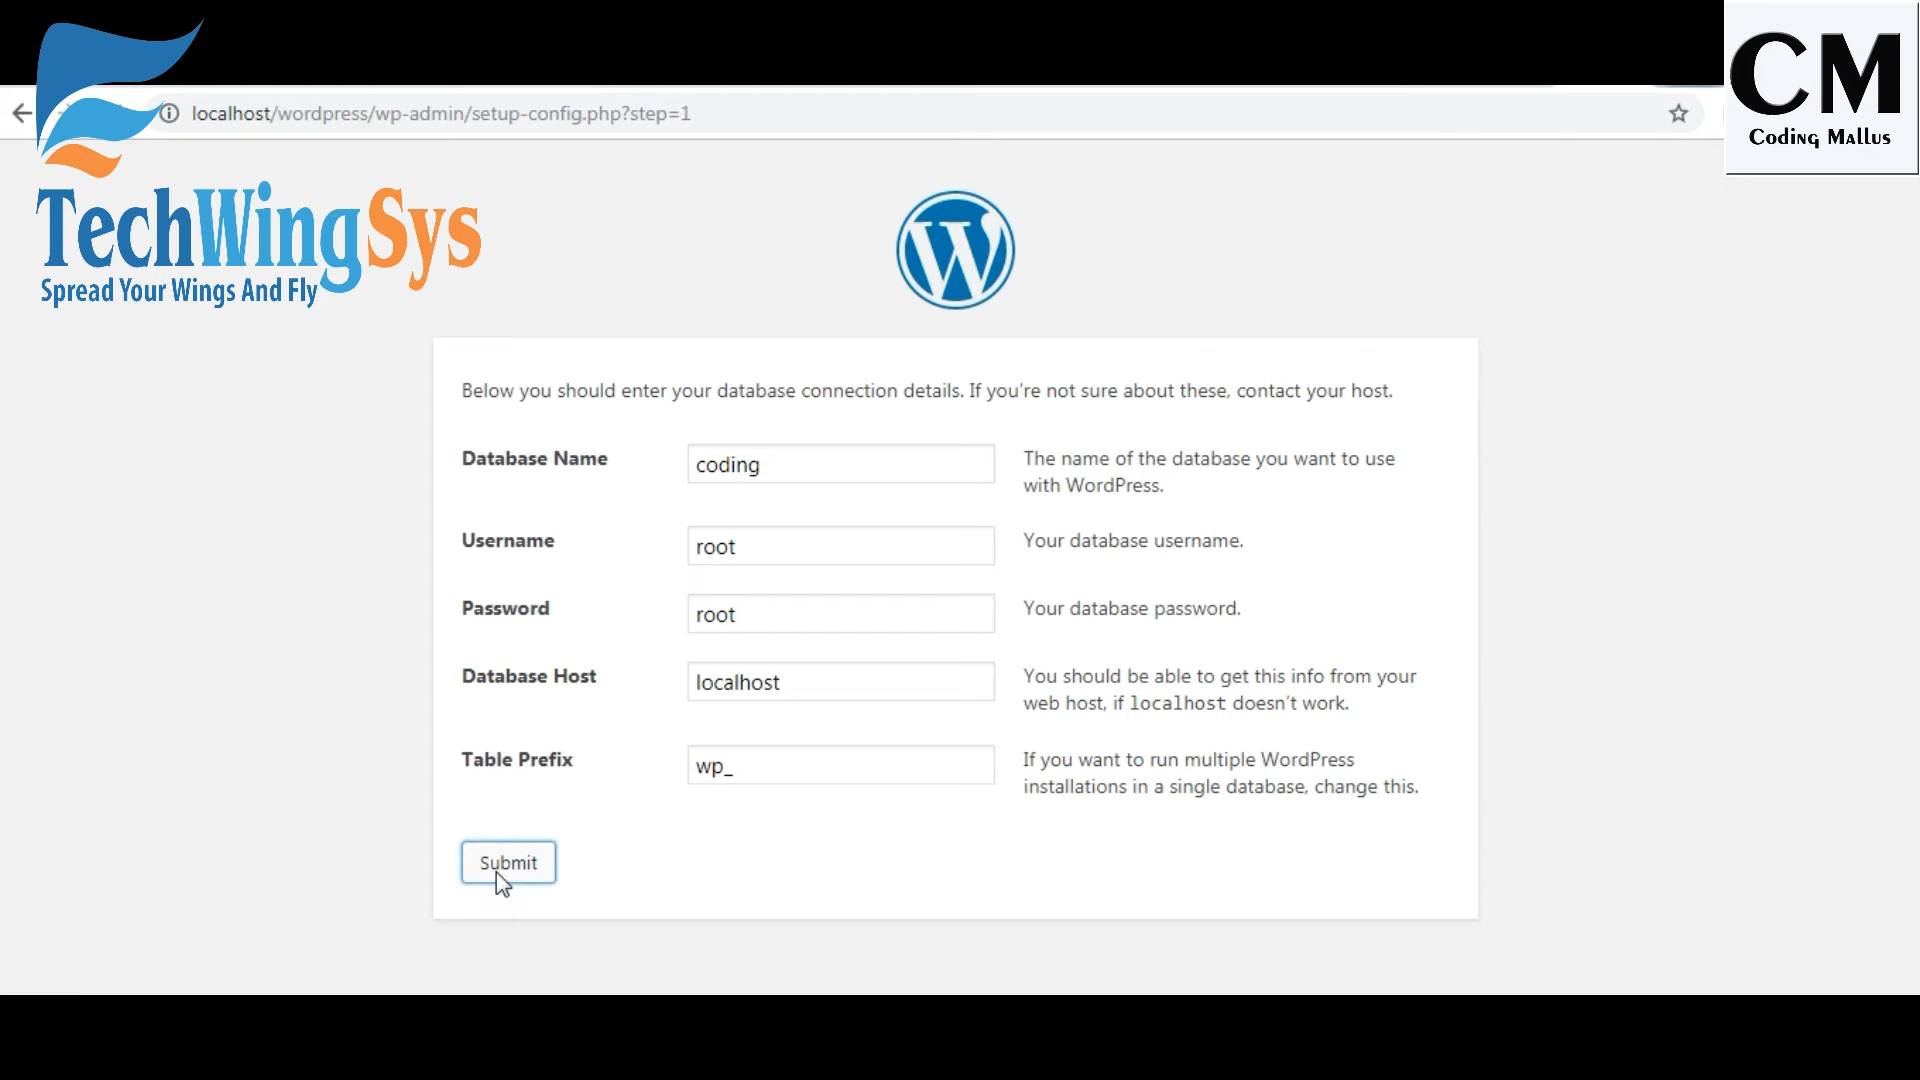 localhost/wordpress/wp-admin/setup-config.php?step=1
CM
Coding Mallus
TechWingSys
Spread Your Wings And Fly
W
Below you should enter your database connection details. If you're not sure about these, contact your host.
Database Name
coding
The name of the database you want to use
with WordPress.
Username
root
Your database username.
Password
root
Your database password.
Database Host
localhost
You should be able to get this info from your
web host, if localhost doesn't work.
Table Prefix
wp_
If you want to run multiple WordPress
installations in a single database, change this.
Submit